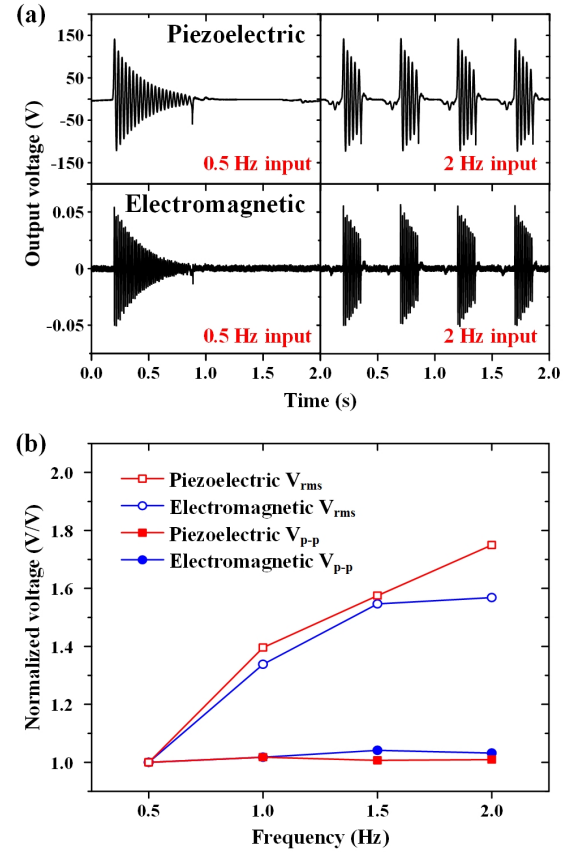 (a)
Piezoelectric
150
50
-50
-150
0.5 Hz input
2 Hz input
Output voltage (V)
Electromagnetic
0.05
0
-0.05
0.5 Hz input
2 Hz input
0.0 0.5 1.0 1.5 2.0 0.5 1.0 1.5 2.0
Time (s)
(b)
2.0
1.8
1.6
1.4
1.2
1.0
Normalized voltage (V/V)
Piezoelectric Vrms
Electromagnetic Vrms
Piezoelectric Vp-p
Electromagnetic Vp-p
0.5 1.0 1.5 2.0
Frequency (Hz)